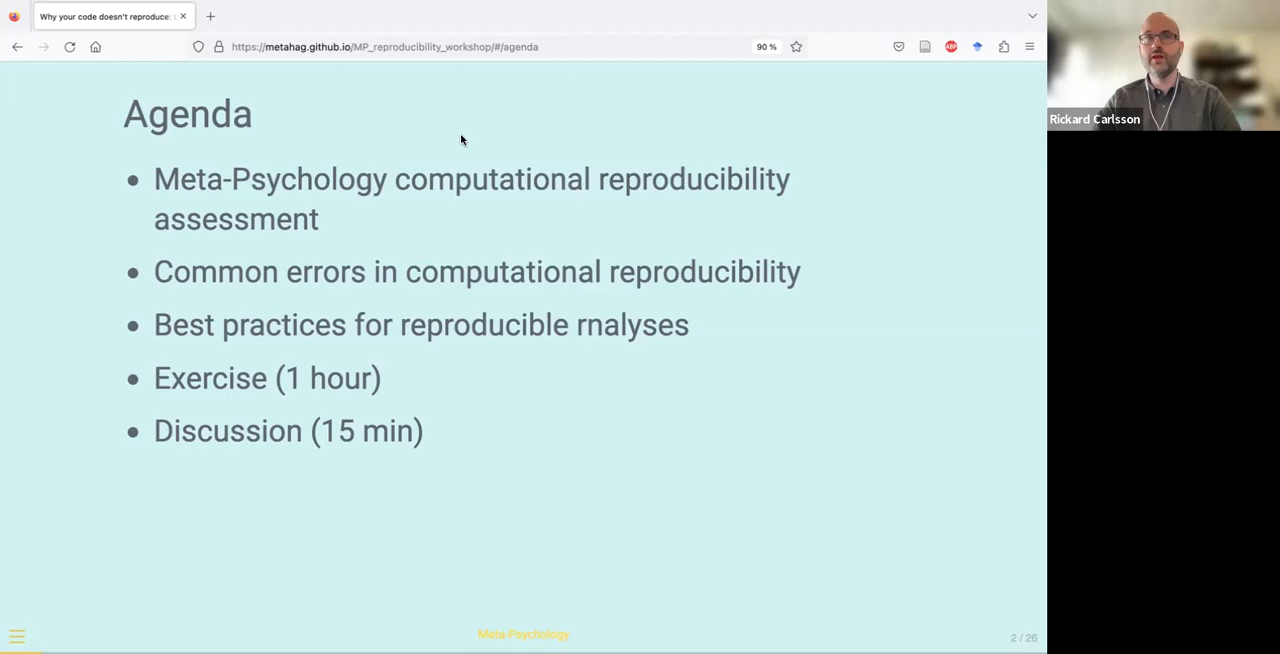 Why your code doesn't reproduce:
https://metahag.github.io/MP_reproducibility_workshop/#/agenda
90 %
ABP
Rickard Carlsson
Agenda
Meta-Psychology computational reproducibility
assessment
Common errors in computational reproducibility
Best practices for reproducible rnalyses
Exercise (1 hour)
Discussion (15 min)
Meta-Psychology
2 / 26